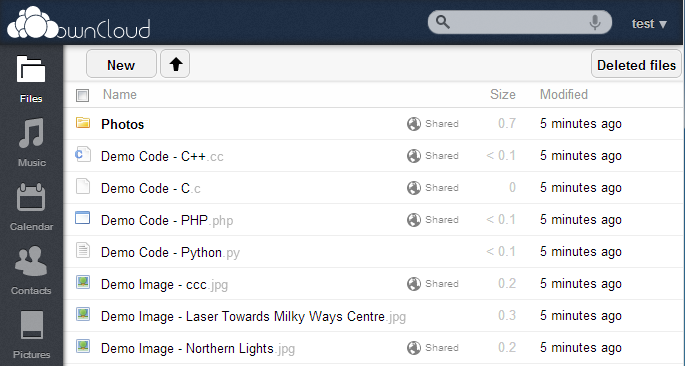 ownCloud
test ▾
New
Deleted files
Files
Name Size Modified
Photos Shared 0.7 5 minutes ago
Demo Code - C++.cc Shared < 0.1 5 minutes ago
Music
Demo Code - C.c Shared 0 5 minutes ago
Demo Code - PHP.php Shared < 0.1 5 minutes ago
Calendar
Demo Code - Python.py < 0.1 5 minutes ago
Demo Image - ccc.jpg Shared 0.2 5 minutes ago
Contacts
Demo Image - Laser Towards Milky Ways Centre.jpg 0.3 5 minutes ago
Demo Image - Northern Lights.jpg Shared 0.2 5 minutes ago
Pictures